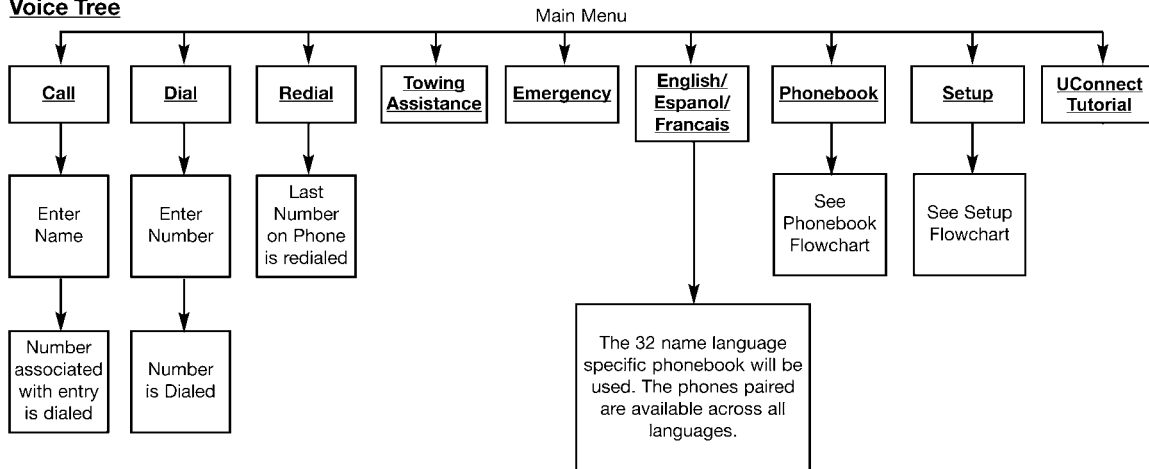 Voice Tree
Main Menu
Call
Dial
Redial
Towing
Assistance
Emergency
English/
Espanol/
Francais
Phonebook
Setup
UConnect
Tutorial
Enter
Name
Enter
Number
Last
Number
on Phone
is redialed
See
Phonebook
Flowchart
See Setup
Flowchart
Number
associated
with entry
is dialed
Number
is Dialed
The 32 name language
specific phonebook will be
used. The phones paired
are available across all
languages.